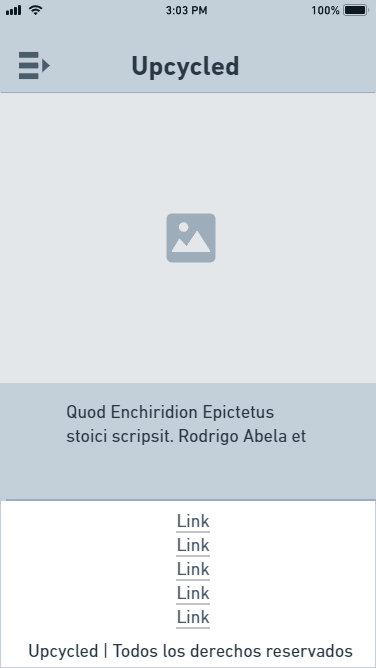 3:03 PM
100%
Upcycled
Quod Enchiridion Epictetus
stoici scripsit. Rodrigo Abela et
Link
Link
Link
Link
Link
Upcycled | Todos los derechos reservados